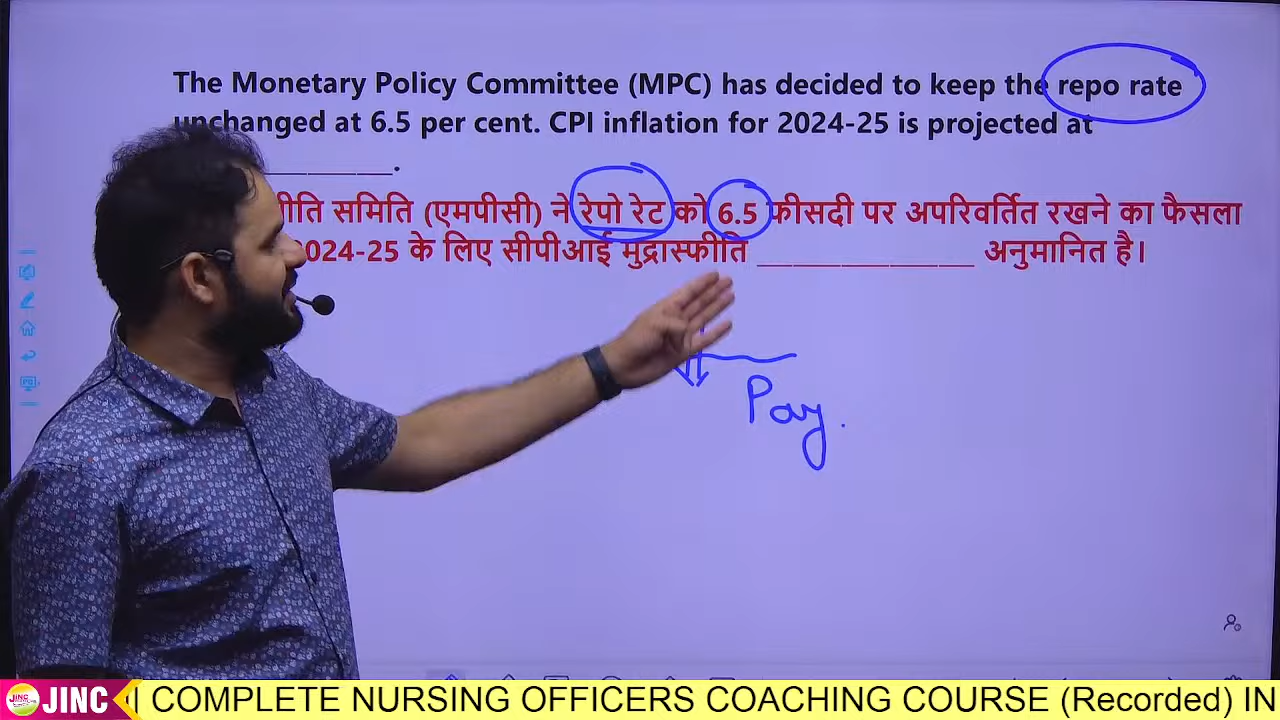 The Monetary Policy Committee (MPC) has decided to keep the repo rate
unchanged at 6.5 per cent. CPI inflation for 2024-25 is projected at
____________.
समिति (एमपीसी) ने रेपो रेट को 6.5 फीसदी पर अपरिवर्तित रखने का फैसला
2024-25 के लिए सीपीआई मुद्रास्फीति ____________ अनुमानित है।
Pay.
JINC
COMPLETE NURSING OFFICERS COACHING COURSE (Recorded) IN